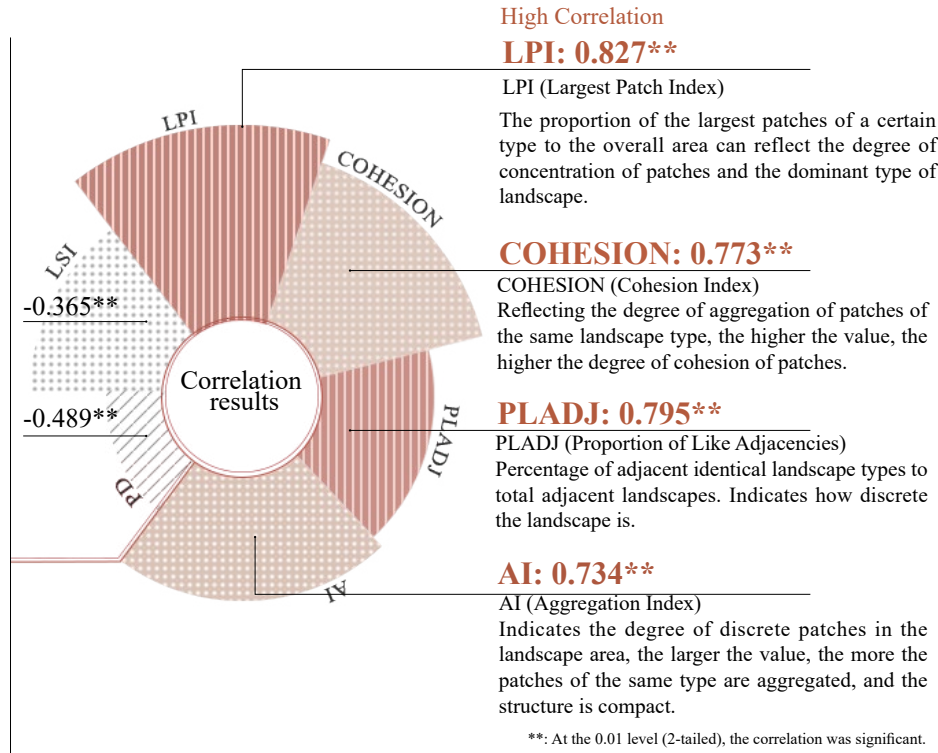 High Correlation
LPI: 0.827**
LPI (Largest Patch Index)
The proportion of the largest patches of a certain
type to the overall area can reflect the degree of
concentration of patches and the dominant type of
landscape.
COHESION: 0.773**
COHESION (Cohesion Index)
Reflecting the degree of aggregation of patches of
the same landscape type, the higher the value, the
higher the degree of cohesion of patches.
PLADJ: 0.795**
PLADJ (Proportion of Like Adjacencies)
Percentage of adjacent identical landscape types to
total adjacent landscapes. Indicates how discrete
the landscape is.
AI: 0.734**
AI (Aggregation Index)
Indicates the degree of discrete patches in the
landscape area, the larger the value, the more the
patches of the same type are aggregated, and the
structure is compact.
**: At the 0.01 level (2-tailed), the correlation was significant.
LPI
COHESION
LSI
-0.365**
Correlation
results
-0.489**
PLADJ
PD
AI